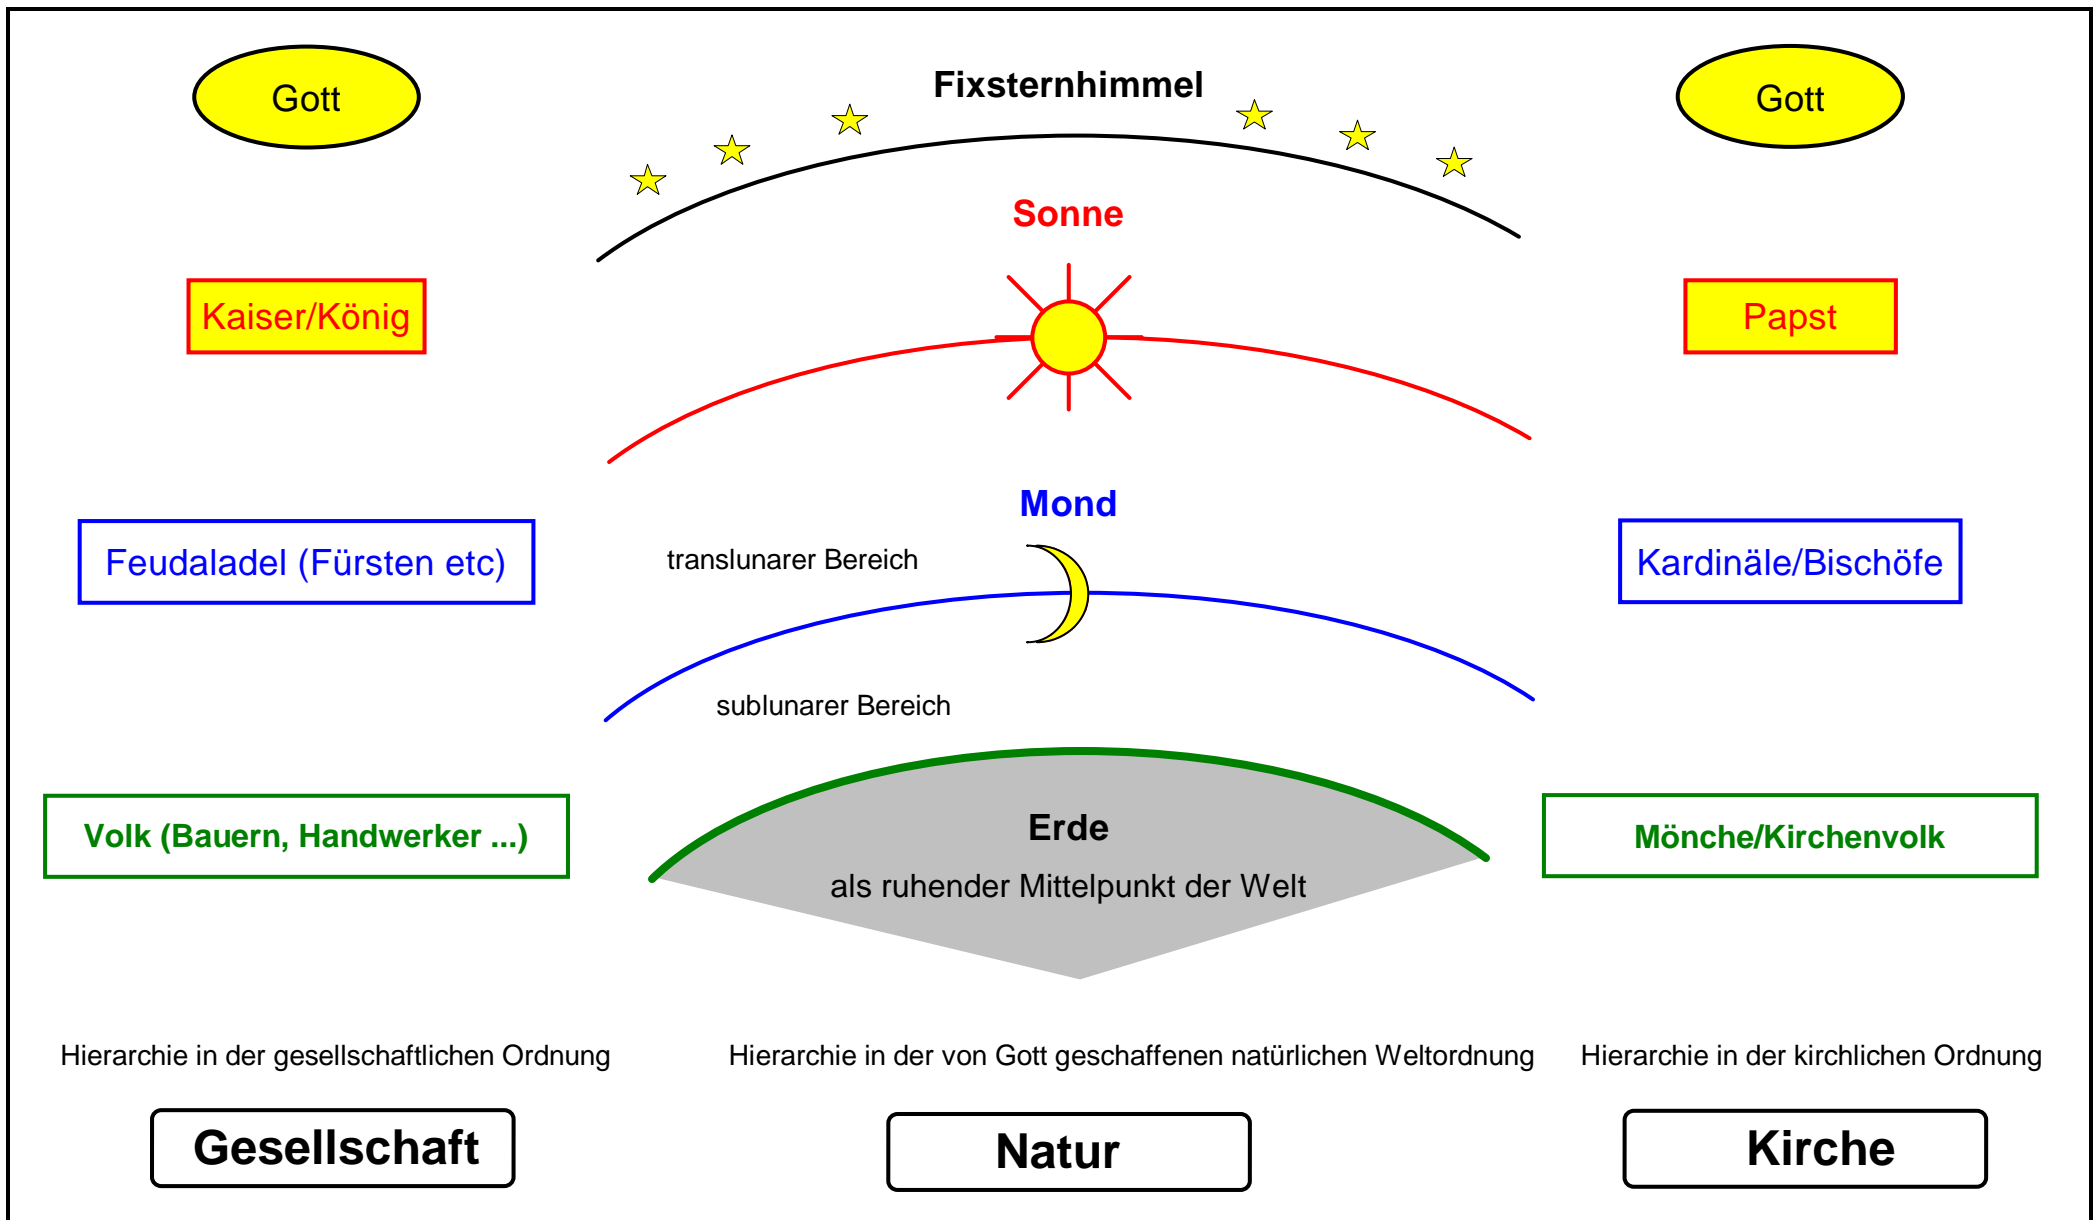 Gott
Fixsternhimmel
Gott
Sonne
Kaiser/König
Papst
Mond
Feudaladel (Fürsten etc)
translunarer Bereich
Kardinäle/Bischöfe
sublunarer Bereich
Volk (Bauern, Handwerker ...)
Erde
als ruhender Mittelpunkt der Welt
Mönche/Kirchenvolk
Hierarchie in der gesellschaftlichen Ordnung
Hierarchie in der von Gott geschaffenen natürlichen Weltordnung
Hierarchie in der kirchlichen Ordnung
Gesellschaft
Natur
Kirche